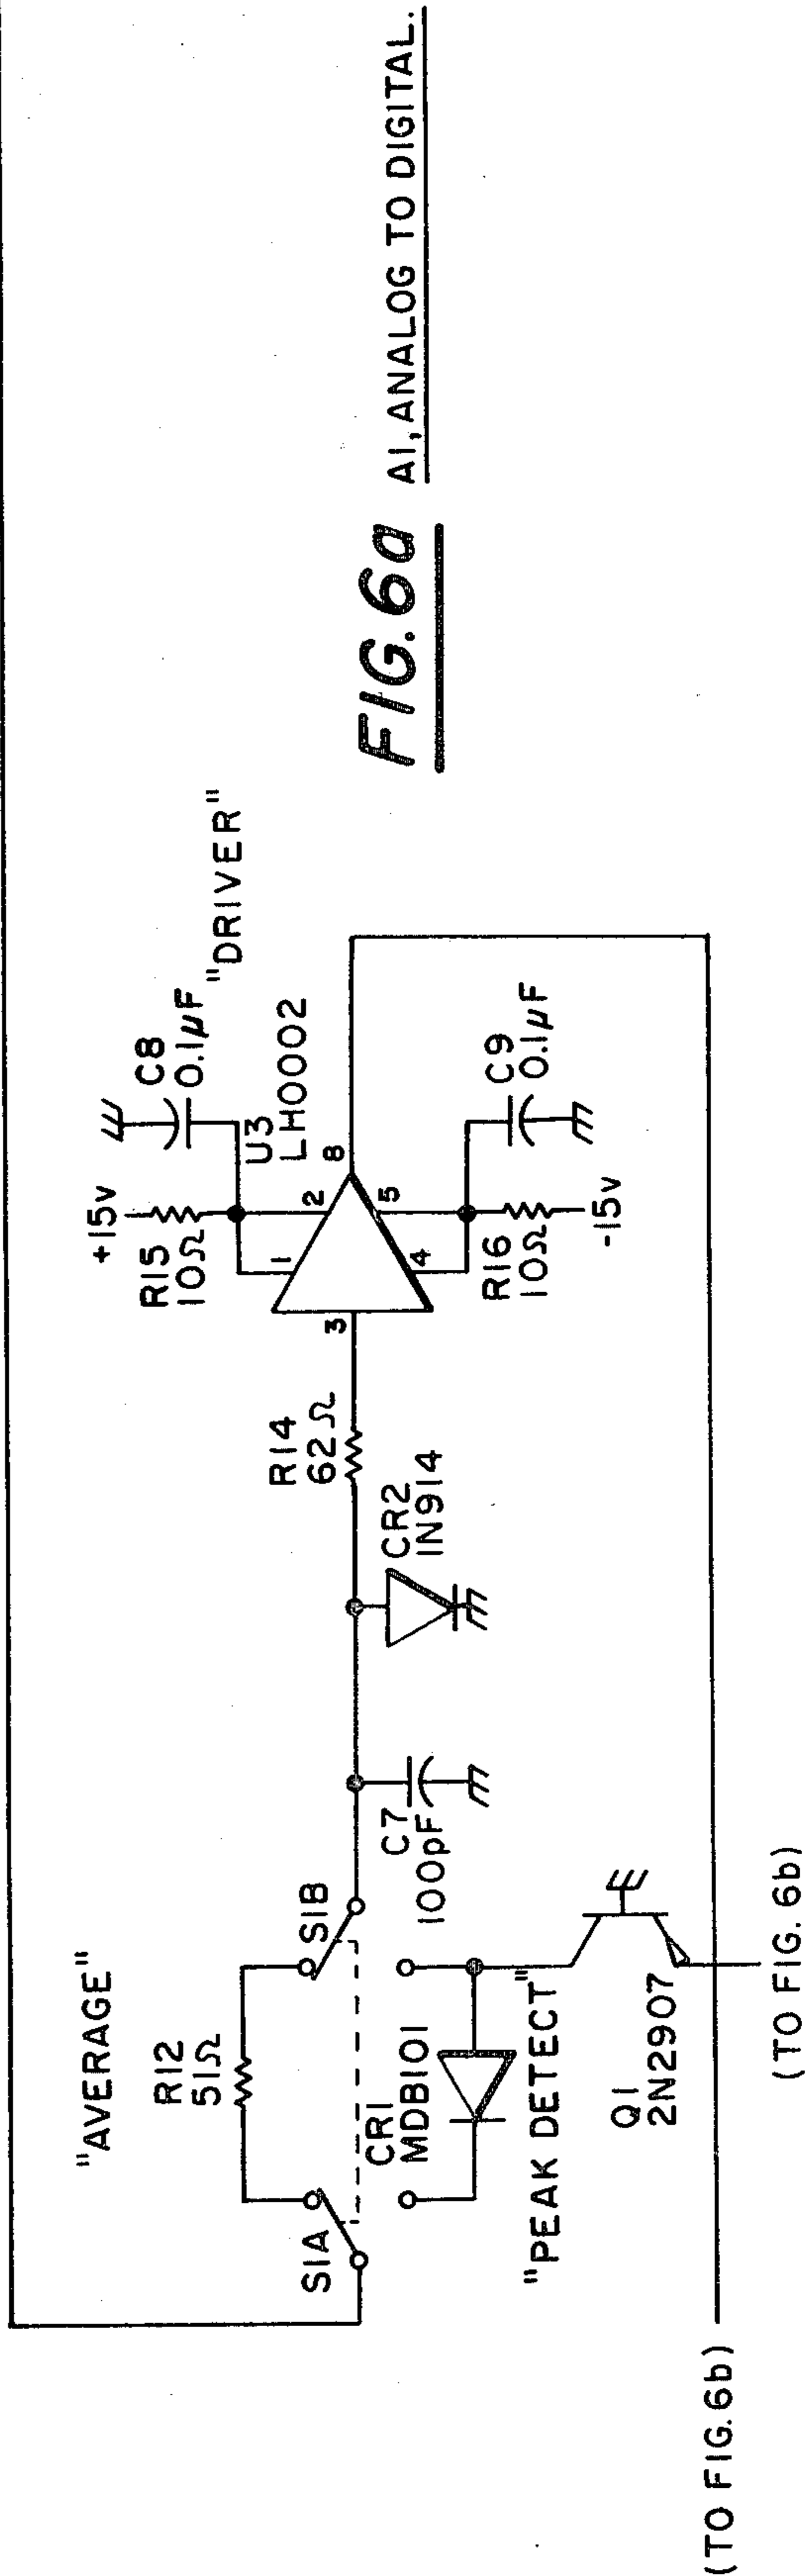 "AVERAGE"
R12
51Ω
S1A
S1B
CR1
MDB101
"PEAK DETECT"
Q1
2N2907
(TO FIG. 6b)
(TO FIG. 6b)
C7
100pF
CR2
1N914
R14
62Ω
+15v
R15
10Ω
C8
0.1µF
"DRIVER"
U3
LH0002
3
1
2
8
4
5
R16
10Ω
-15v
C9
0.1µF
FIG. 6a A1, ANALOG TO DIGITAL.